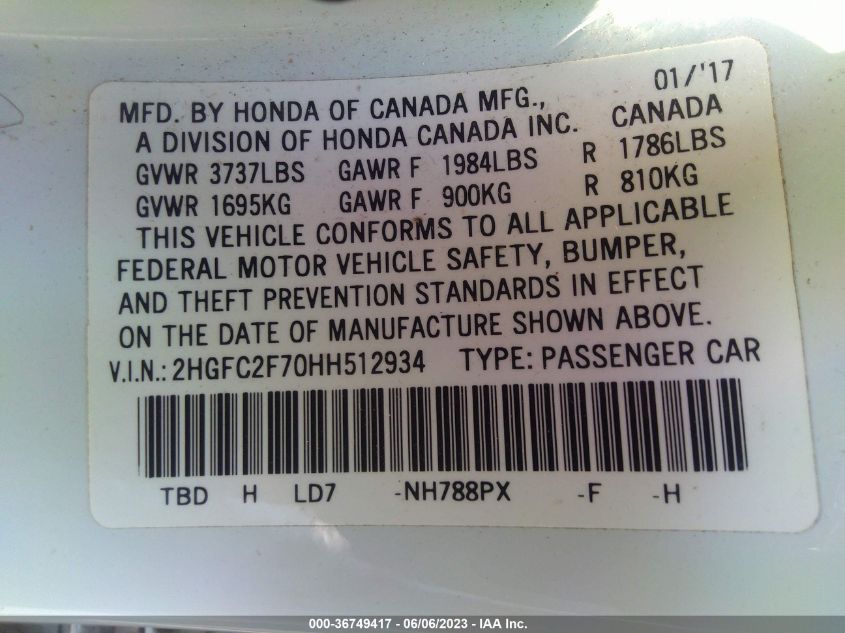 01/'17
MFD. BY HONDA OF CANADA MFG.,
A DIVISION OF HONDA CANADA INC. CANADA
GVWR 3737LBS GAWR F 1984LBS R 1786LBS
GVWR 1695KG GAWR F 900KG R 810KG
THIS VEHICLE CONFORMS TO ALL APPLICABLE
FEDERAL MOTOR VEHICLE SAFETY, BUMPER,
AND THEFT PREVENTION STANDARDS IN EFFECT
ON THE DATE OF MANUFACTURE SHOWN ABOVE.
V.I.N.: 2HGFC2F70HH512934 TYPE: PASSENGER CAR
TBD H LD7 -NH788PX -F -H
000-36749417 - 06/06/2023 - IAA Inc.